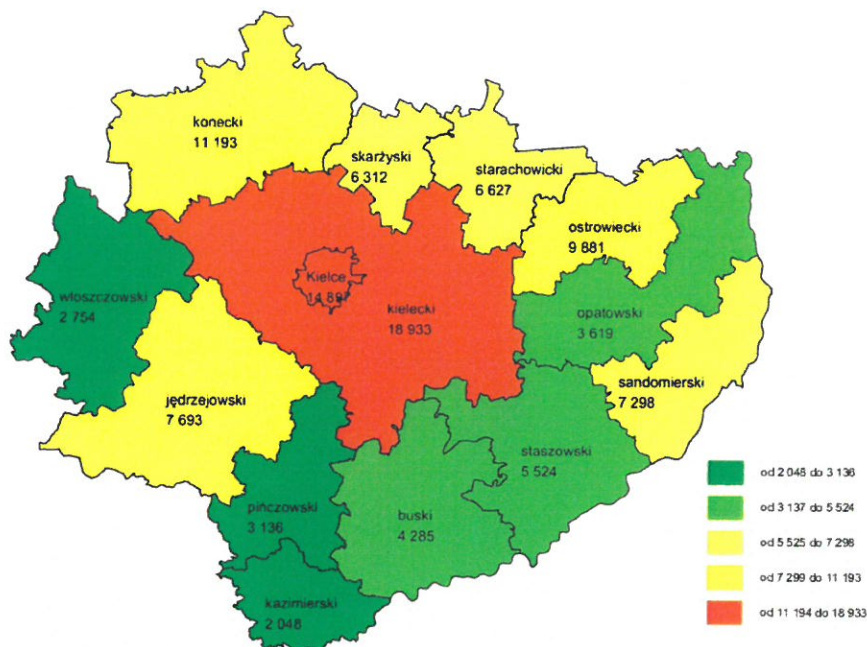 konecki
11 193
skarżyski
6 312
starachowicki
6 627
ostrowiecki
9 881
Kielce
14 897
włoszczowski
2 754
kielecki
18 933
opatowski
3 619
sandomierski
7 298
jędrzejowski
7 693
staszowski
5 524
pińczowski
3 136
buski
4 285
kazimierski
2 048
od 2 048 do 3 136
od 3 137 do 5 524
od 5 525 do 7 298
od 7 299 do 11 193
od 11 194 do 18 933